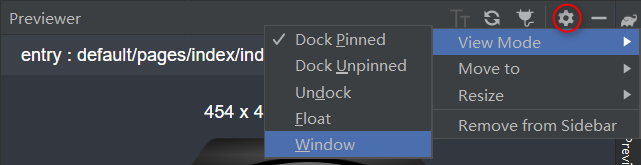 Previewer
entry : default/pages/index/ind
454 x 4
✓ Dock Pinned
Dock Unpinned
Undock
Float
Window
View Mode
Move to
Resize
Remove from Sidebar
Previ